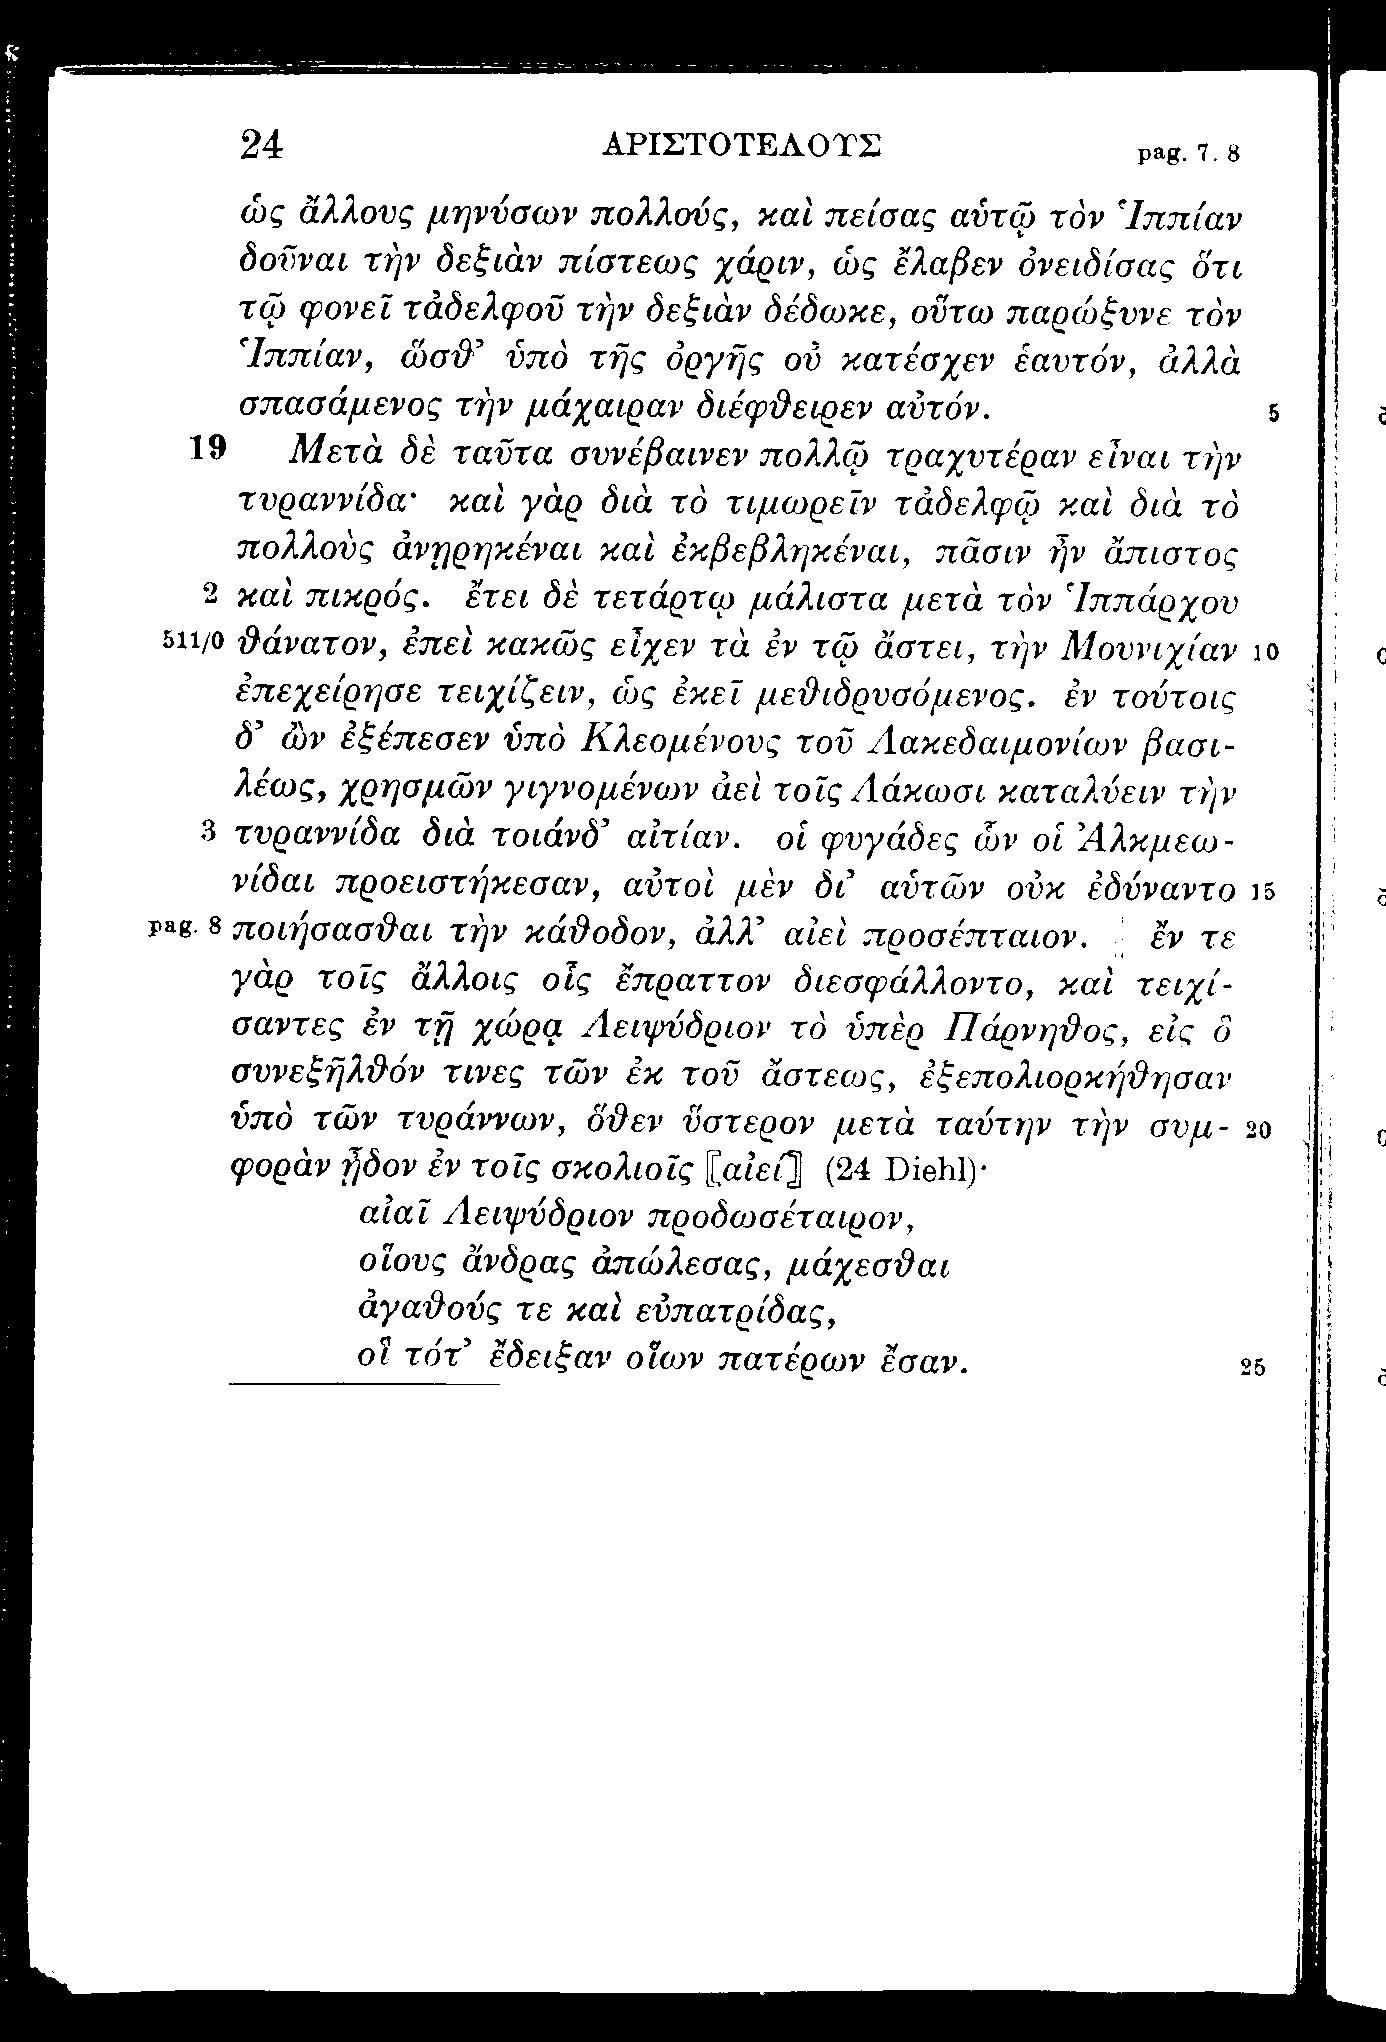 24 ΑΡΙΣΤΟΤΕΛΟΥΣ pag. 7. 8
ὡς ἄλλους μηνύσων πολλούς, καὶ πείσας αὑτῷ τὸν Ἱππίαν
δοῦναι τὴν δεξιὰν πίστεως χάριν, ὡς ἔλαβεν ὀνειδίσας ὅτι
τῷ φονεῖ τἀδελφοῦ τὴν δεξιὰν δέδωκε, οὕτω παρώξυνε τὸν
Ἱππίαν, ὥσθ’ ὑπὸ τῆς ὀργῆς οὐ κατέσχεν ἑαυτόν, ἀλλὰ
σπασάμενος τὴν μάχαιραν διέφθειρεν αὐτόν. 5
19 Μετὰ δὲ ταῦτα συνέβαινεν πολλῷ τραχυτέραν εἶναι τὴν
τυραννίδα· καὶ γὰρ διὰ τὸ τιμωρεῖν τἀδελφῷ καὶ διὰ τὸ
πολλοὺς ἀνῃρηκέναι καὶ ἐκβεβληκέναι, πᾶσιν ἦν ἄπιστος
2 καὶ πικρός. ἔτει δὲ τετάρτῳ μάλιστα μετὰ τὸν Ἱππάρχου
511/0 θάνατον, ἐπεὶ κακῶς εἶχεν τὰ ἐν τῷ ἄστει, τὴν Μουνιχίαν 10
ἐπεχείρησε τειχίζειν, ὡς ἐκεῖ μεθιδρυσόμενος. ἐν τούτοις
δ’ ὢν ἐξέπεσεν ὑπὸ Κλεομένους τοῦ Λακεδαιμονίων βασι-
λέως, χρησμῶν γιγνομένων ἀεὶ τοῖς Λάκωσι καταλύειν τὴν
3 τυραννίδα διὰ τοιάνδ’ αἰτίαν. οἱ φυγάδες ὧν οἱ Ἀλκμεω-
νίδαι προειστήκεσαν, αὐτοὶ μὲν δι’ αὑτῶν οὐκ ἐδύναντο 15
pag. 8 ποιήσασθαι τὴν κάθοδον, ἀλλ’ αἰεὶ προσέπταιον. ἔν τε
γὰρ τοῖς ἄλλοις οἷς ἔπραττον διεσφάλλοντο, καὶ τειχί-
σαντες ἐν τῇ χώρᾳ Λειψύδριον τὸ ὑπὲρ Πάρνηθος, εἰς ὃ
συνεξῆλθόν τινες τῶν ἐκ τοῦ ἄστεως, ἐξεπολιορκήθησαν
ὑπὸ τῶν τυράννων, ὅθεν ὕστερον μετὰ ταύτην τὴν συμ- 20
φορὰν ᾖδον ἐν τοῖς σκολιοῖς ⟦αἰεί⟧ (24 Diehl)·
αἰαῖ Λειψύδριον προδωσέταιρον,
οἵους ἄνδρας ἀπώλεσας, μάχεσθαι
ἀγαθούς τε καὶ εὐπατρίδας,
οἳ τότ’ ἔδειξαν οἵων πατέρων ἔσαν. 25